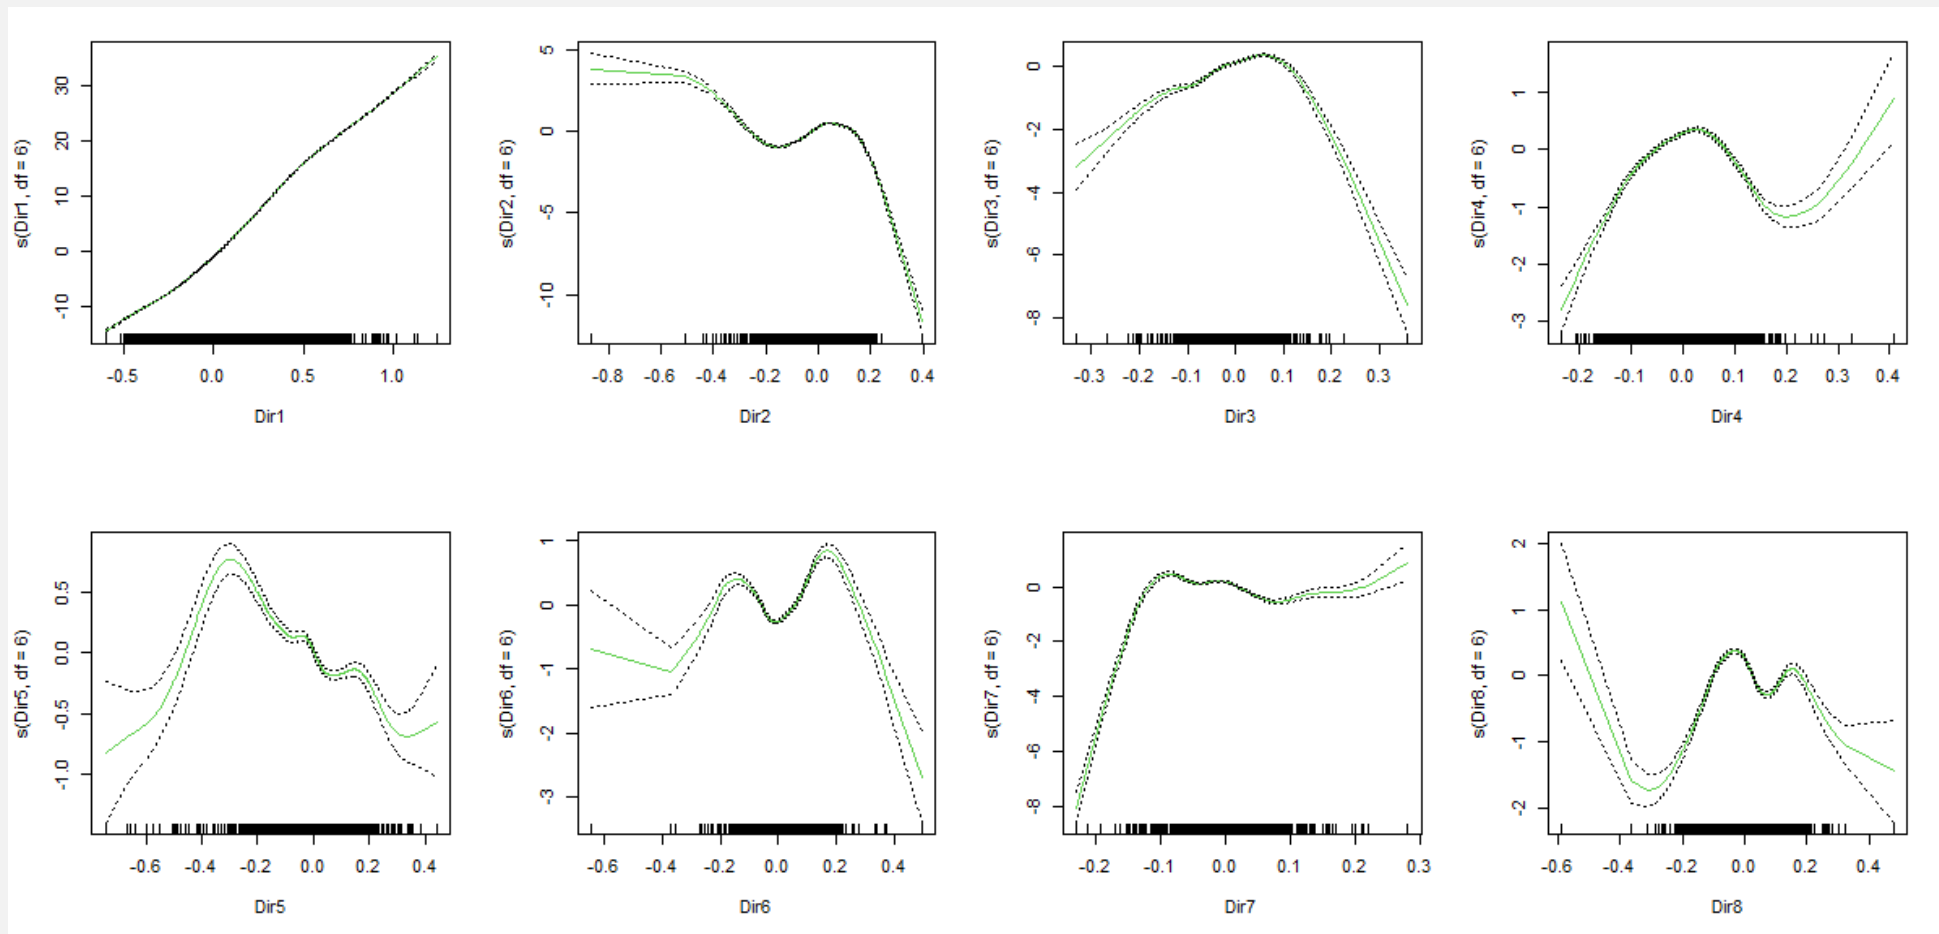 s(Dir1, df = 6)
30
20
10
0
-10
-0.5 0.0 0.5 1.0
Dir1
s(Dir2, df = 6)
5
0
-5
-10
-0.8 -0.6 -0.4 -0.2 0.0 0.2 0.4
Dir2
s(Dir3, df = 6)
0
-2
-4
-6
-8
-0.3 -0.2 -0.1 0.0 0.1 0.2 0.3
Dir3
s(Dir4, df = 6)
1
0
-1
-2
-3
-0.2 -0.1 0.0 0.1 0.2 0.3 0.4
Dir4
s(Dir5, df = 6)
0.5
0.0
-0.5
-1.0
-0.6 -0.4 -0.2 0.0 0.2 0.4
Dir5
s(Dir6, df = 6)
1
0
-1
-2
-3
-0.6 -0.4 -0.2 0.0 0.2 0.4
Dir6
s(Dir7, df = 6)
0
-2
-4
-6
-8
-0.2 -0.1 0.0 0.1 0.2 0.3
Dir7
s(Dir8, df = 6)
2
1
0
-1
-2
-0.6 -0.4 -0.2 0.0 0.2 0.4
Dir8